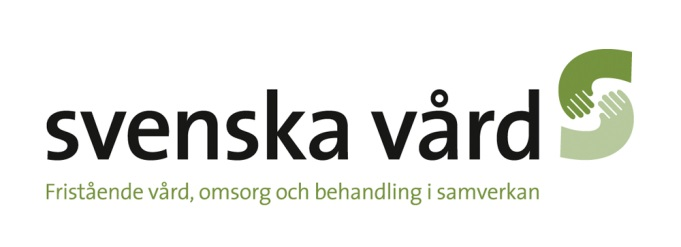 svenska vård
Fristående vård, omsorg och behandling i samverkan